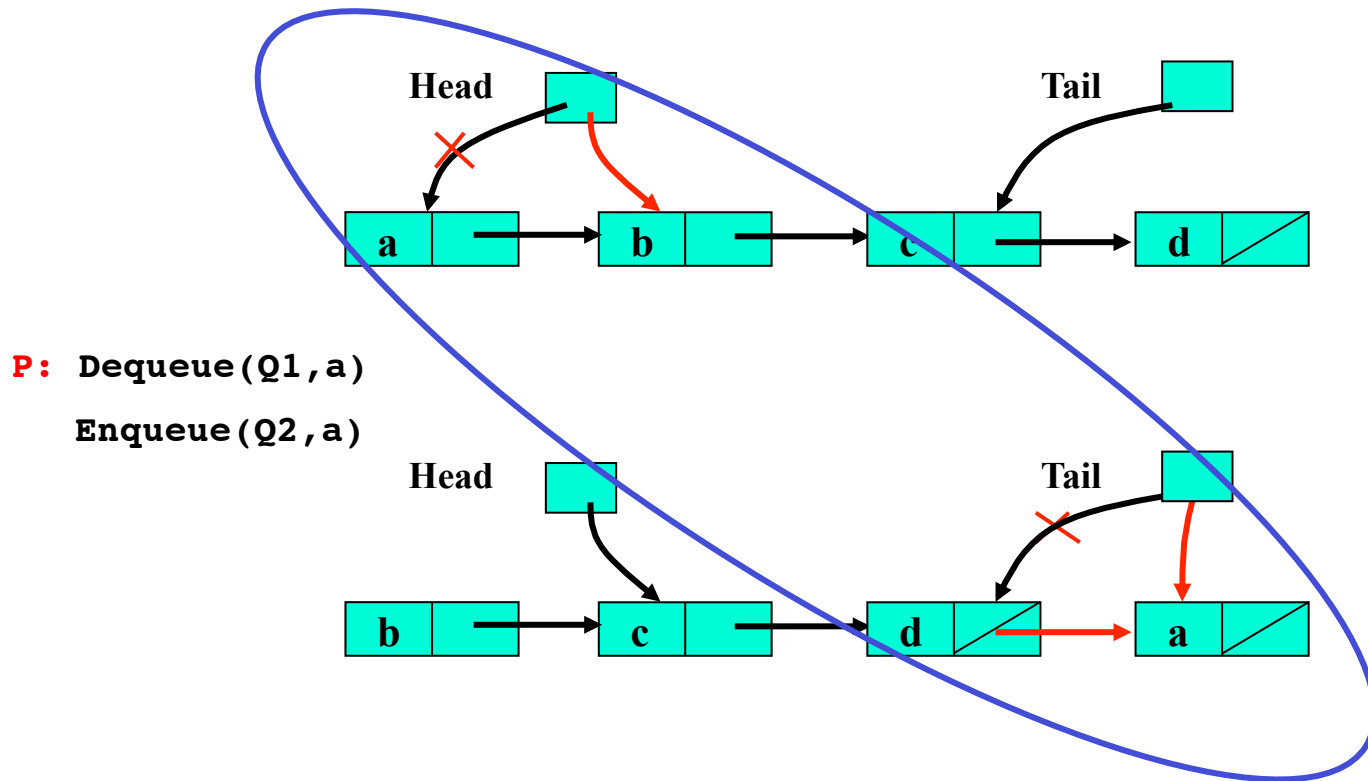 Head Tail
a b c d
P: Dequeue(Q1,a)
Enqueue(Q2,a)
Head Tail
b c d a